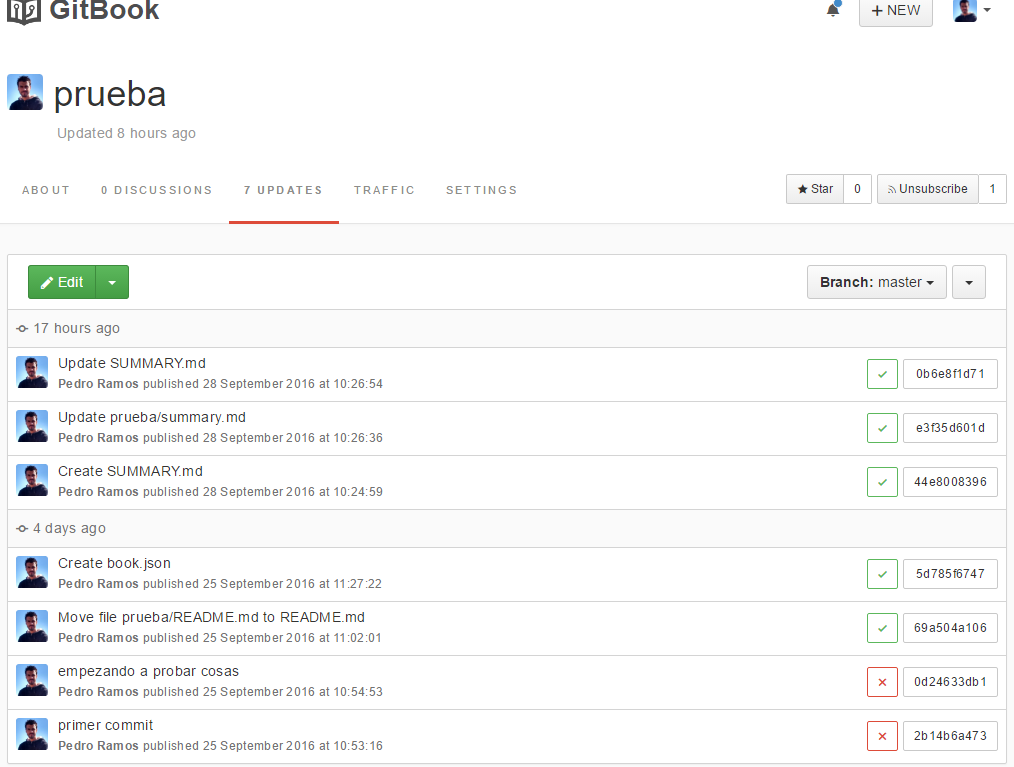 GitBook
+ NEW
prueba
Updated 8 hours ago
ABOUT 0 DISCUSSIONS 7 UPDATES TRAFFIC SETTINGS
Star 0 Unsubscribe 1
Edit Branch: master
17 hours ago
Update SUMMARY.md
Pedro Ramos published 28 September 2016 at 10:26:54
0b6e8f1d71
Update prueba/summary.md
Pedro Ramos published 28 September 2016 at 10:26:36
e3f35d601d
Create SUMMARY.md
Pedro Ramos published 28 September 2016 at 10:24:59
44e8008396
4 days ago
Create book.json
Pedro Ramos published 25 September 2016 at 11:27:22
5d785f6747
Move file prueba/README.md to README.md
Pedro Ramos published 25 September 2016 at 11:02:01
69a504a106
empezando a probar cosas
Pedro Ramos published 25 September 2016 at 10:54:53
0d24633db1
primer commit
Pedro Ramos published 25 September 2016 at 10:53:16
2b14b6a473